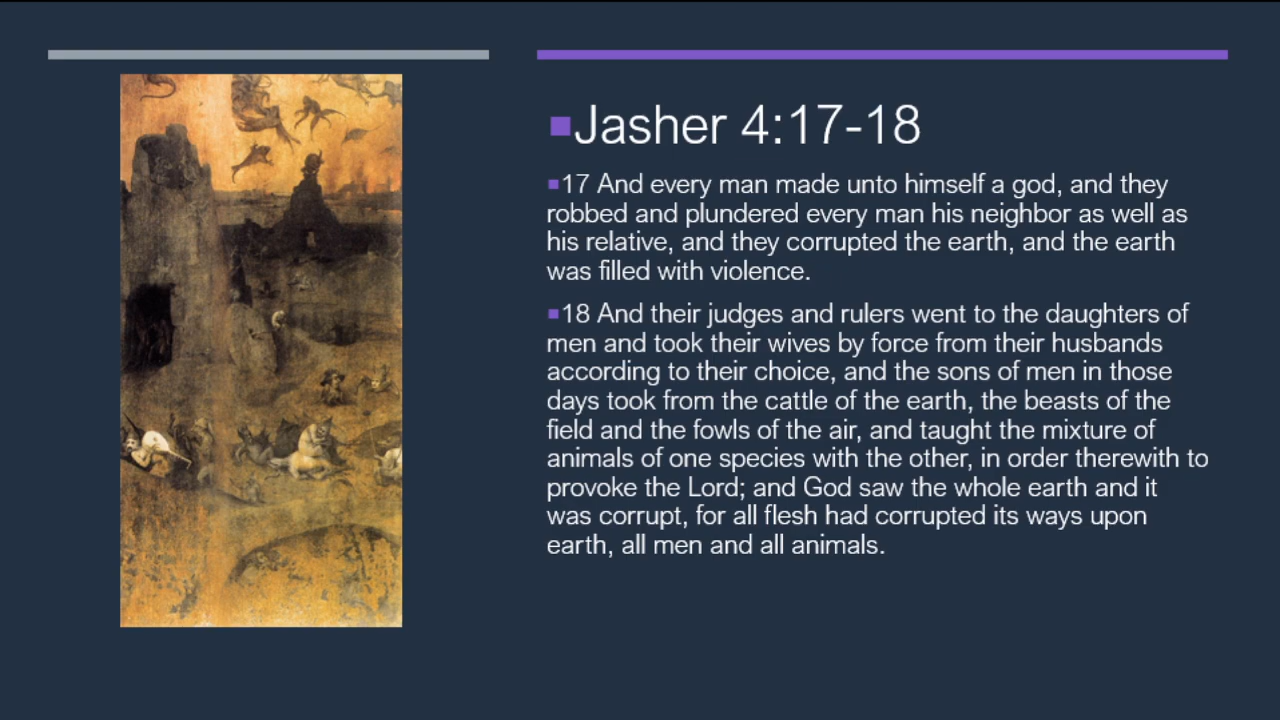 Jasher 4:17-18
17 And every man made unto himself a god, and they
robbed and plundered every man his neighbor as well as
his relative, and they corrupted the earth, and the earth
was filled with violence.
18 And their judges and rulers went to the daughters of
men and took their wives by force from their husbands
according to their choice, and the sons of men in those
days took from the cattle of the earth, the beasts of the
field and the fowls of the air, and taught the mixture of
animals of one species with the other, in order therewith to
provoke the Lord; and God saw the whole earth and it
was corrupt, for all flesh had corrupted its ways upon
earth, all men and all animals.